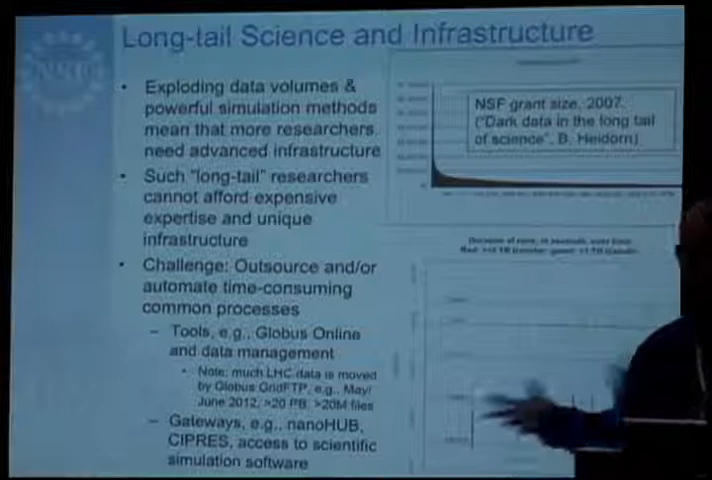 Long-tail Science and Infrastructure
• Exploding data volumes &
powerful simulation methods
mean that more researchers
need advanced infrastructure
• Such "long-tail" researchers
cannot afford expensive
expertise and unique
infrastructure
• Challenge: Outsource and/or
automate time-consuming
common processes
– Tools, e.g., Globus Online
and data management
• Note: much LHC data is moved
by Globus GridFTP, e.g., May/
June 2012, >20 PB, >20M files
– Gateways, e.g., nanoHUB,
CIPRES, access to scientific
simulation software
NSF grant size, 2007.
("Dark data in the long tail
of science", B. Heidorn)